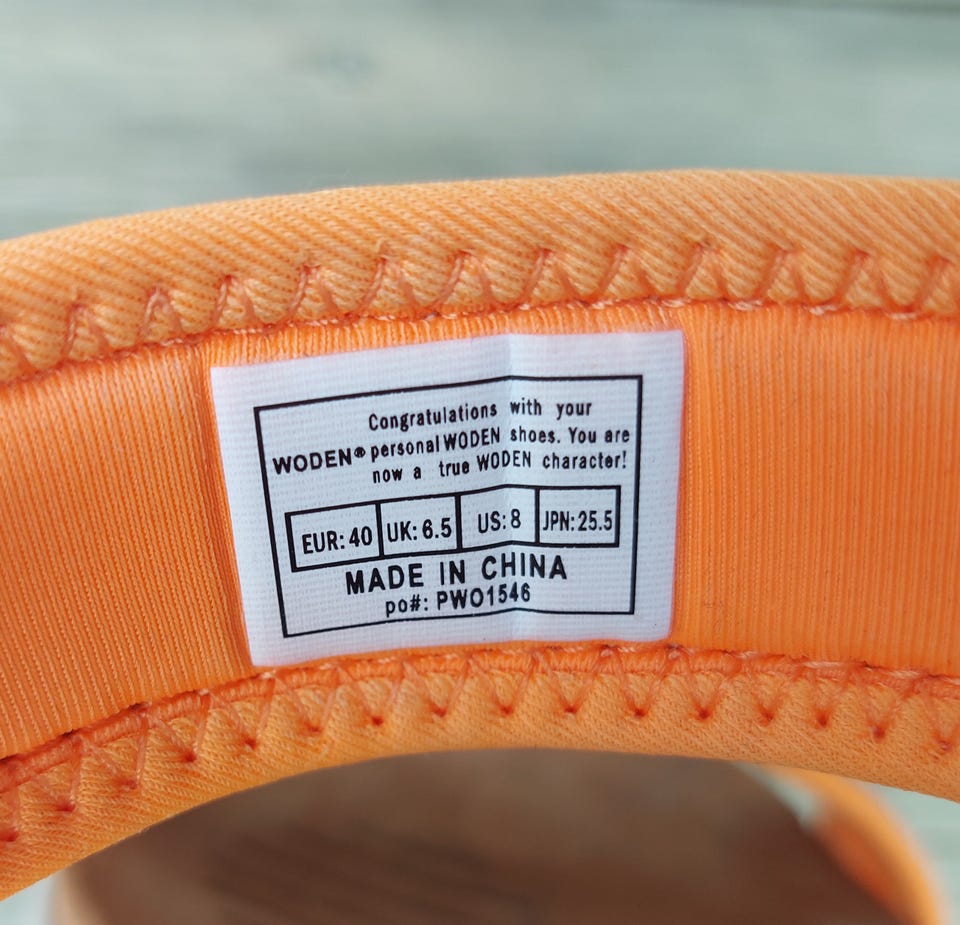 Congratulations with your
WODEN® personal WODEN shoes. You are
now a true WODEN character!
EUR: 40 UK: 6.5 US: 8 JPN: 25.5
MADE IN CHINA
po#: PWO1546